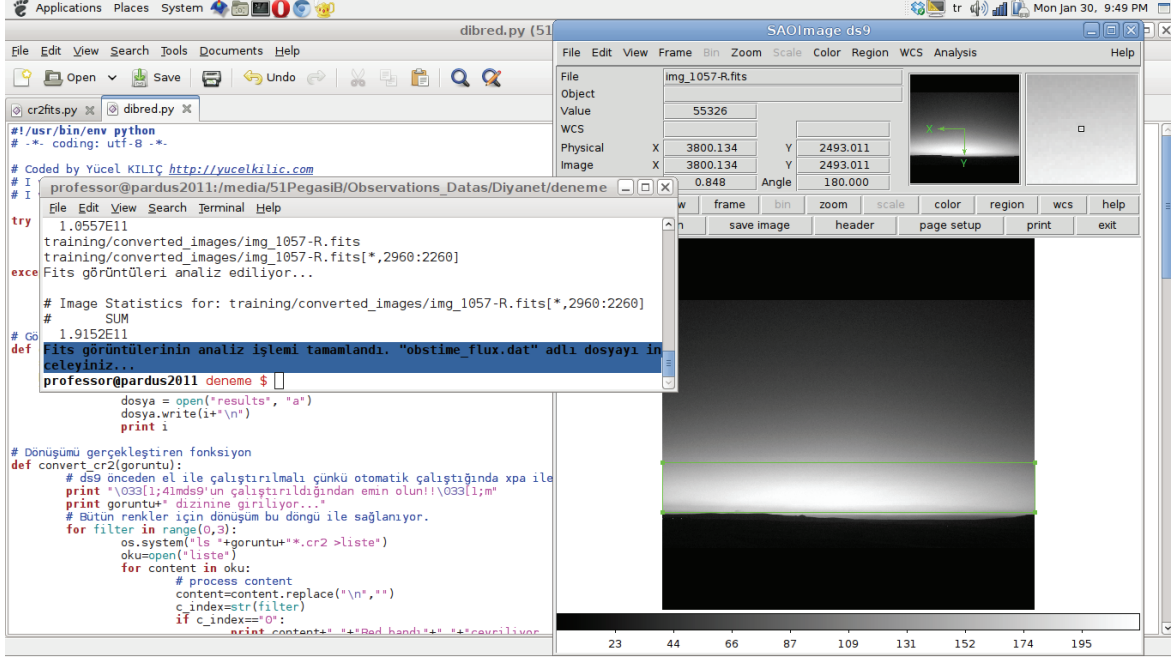 Applications Places System tr Mon Jan 30, 9:49 PM
dibred.py (51
File Edit View Search Tools Documents Help
Open Save Undo
cr2fits.py dibred.py
#!/usr/bin/env python
# -*- coding: utf-8 -*-
# Coded by Yücel KILIÇ http://yucelkilic.com
# I
# I
try
exce
# Gö
def
dosya = open("results", "a")
dosya.write(i+"\n")
print i
# Dönüşümü gerçekleştiren fonksiyon
def convert_cr2(goruntu):
# ds9 önceden el ile çalıştırılmalı çünkü otomatik çalıştığında xpa ile
print "\033[1;41mds9'un çalıştırıldığından emin olun!!\033[1;m"
print goruntu+" dizinine giriliyor..."
# Bütün renkler için dönüşüm bu döngü ile sağlanıyor.
for filter in range(0,3):
os.system("ls "+goruntu+"*.cr2 >liste")
oku=open("liste")
for content in oku:
# process content
content=content.replace("\n","")
c_index=str(filter)
if c_index=="0":
print content+" "+"Red bandı"+" "+"çevriliyor
professor@pardus2011:/media/51PegasiB/Observations_Datas/Diyanet/deneme
File Edit View Search Terminal Help
1.0557E11
training/converted_images/img_1057-R.fits
training/converted_images/img_1057-R.fits[*,2960:2260]
Fits görüntüleri analiz ediliyor...
# Image Statistics for: training/converted_images/img_1057-R.fits[*,2960:2260]
# SUM
1.9152E11
Fits görüntülerinin analiz işlemi tamamlandı. "obstime_flux.dat" adlı dosyayı in
celeyiniz...
professor@pardus2011 deneme $
SAOImage ds9
File Edit View Frame Bin Zoom Scale Color Region WCS Analysis Help
File img_1057-R.fits
Object
Value 55326
WCS
Physical X 3800.134 Y 2493.011
Image X 3800.134 Y 2493.011
0.848 Angle 180.000
X
Y
w frame bin zoom scale color region wcs help
n save image header page setup print exit
23 44 66 87 109 131 152 174 195